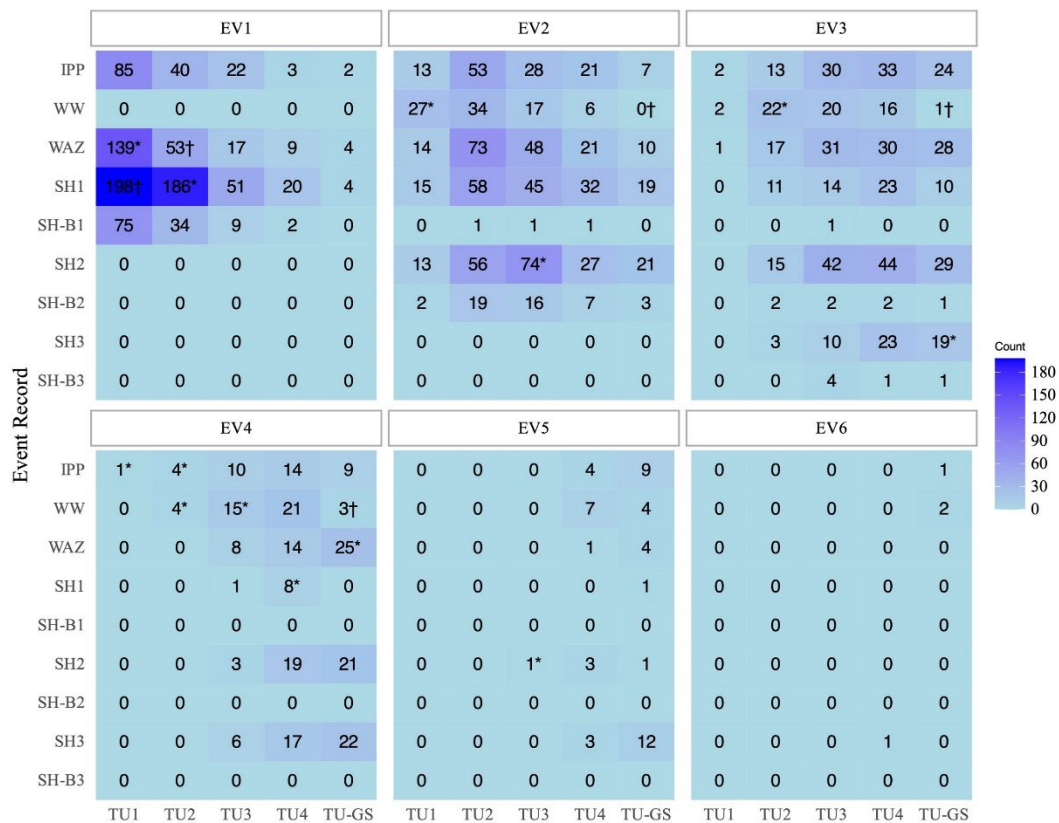 EV1 EV2 EV3
IPP 85 40 22 3 2 13 53 28 21 7 2 13 30 33 24
WW 0 0 0 0 0 27* 34 17 6 0† 2 22* 20 16 1†
WAZ 139* 53† 17 9 4 14 73 48 21 10 1 17 31 30 28
SH1 198† 186* 51 20 4 15 58 45 32 19 0 11 14 23 10
SH-B1 75 34 9 2 0 0 1 1 1 0 0 0 1 0 0
SH2 0 0 0 0 0 13 56 74* 27 21 0 15 42 44 29
SH-B2 0 0 0 0 0 2 19 16 7 3 0 2 2 2 1
SH3 0 0 0 0 0 0 0 0 0 0 0 3 10 23 19*
SH-B3 0 0 0 0 0 0 0 0 0 0 0 0 4 1 1
EV4 EV5 EV6
IPP 1* 4* 10 14 9 0 0 0 4 9 0 0 0 0 1
WW 0 4* 15* 21 3† 0 0 0 7 4 0 0 0 0 2
WAZ 0 0 8 14 25* 0 0 0 1 4 0 0 0 0 0
SH1 0 0 1 8* 0 0 0 0 0 1 0 0 0 0 0
SH-B1 0 0 0 0 0 0 0 0 0 0 0 0 0 0 0
SH2 0 0 3 19 21 0 0 1* 3 1 0 0 0 0 0
SH-B2 0 0 0 0 0 0 0 0 0 0 0 0 0 0 0
SH3 0 0 6 17 22 0 0 0 3 12 0 0 0 1 0
SH-B3 0 0 0 0 0 0 0 0 0 0 0 0 0 0 0
TU1 TU2 TU3 TU4 TU-GS TU1 TU2 TU3 TU4 TU-GS TU1 TU2 TU3 TU4 TU-GS
Event Record
Count
180
150
120
90
60
30
0